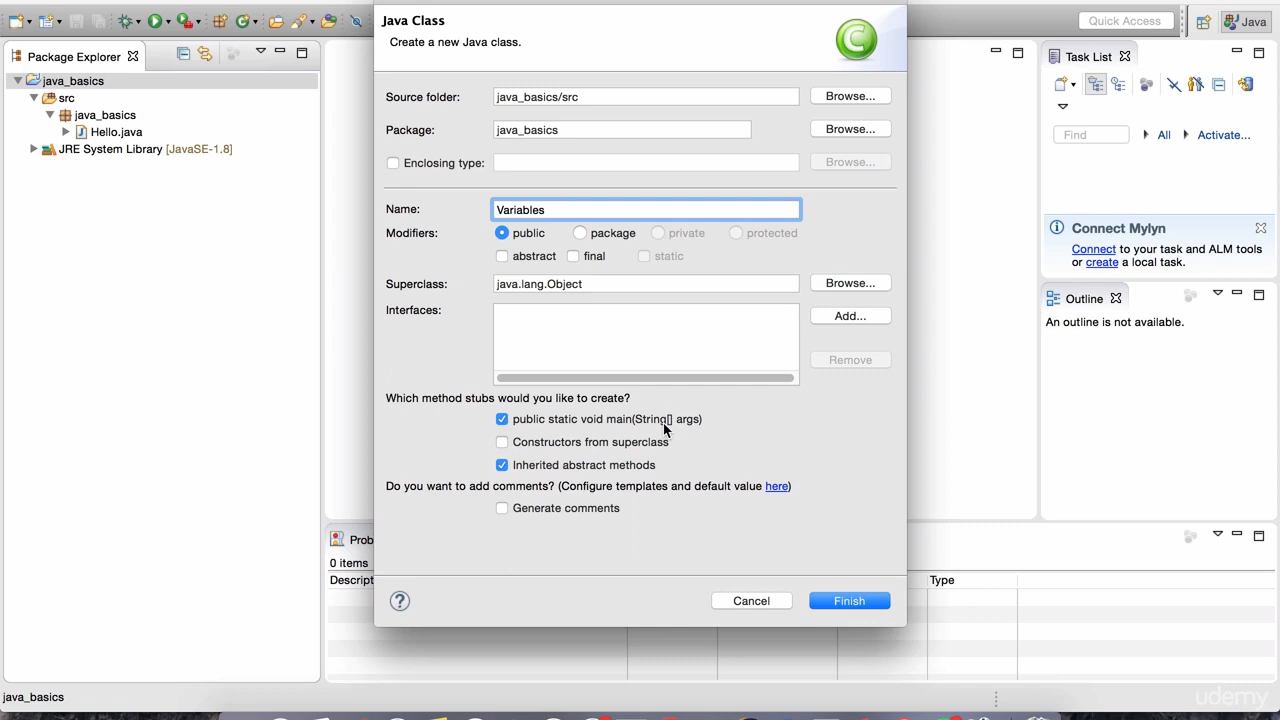 Java Class
Create a new Java class.
Quick Access
Java
Package Explorer
java_basics
src
java_basics
Hello.java
JRE System Library [JavaSE-1.8]
Source folder:
java_basics/src
Browse...
Package:
java_basics
Browse...
Enclosing type:
Browse...
Name:
Variables
Modifiers:
public
package
private
protected
abstract
final
static
Superclass:
java.lang.Object
Browse...
Interfaces:
Add...
Remove
Which method stubs would you like to create?
public static void main(String[] args)
Constructors from superclass
Inherited abstract methods
Do you want to add comments? (Configure templates and default value here)
Generate comments
?
Cancel
Finish
Task List
Find
All
Activate...
Connect Mylyn
Connect to your task and ALM tools
or create a local task.
Outline
An outline is not available.
Prob
0 items
Descript
Type
java_basics
udemy